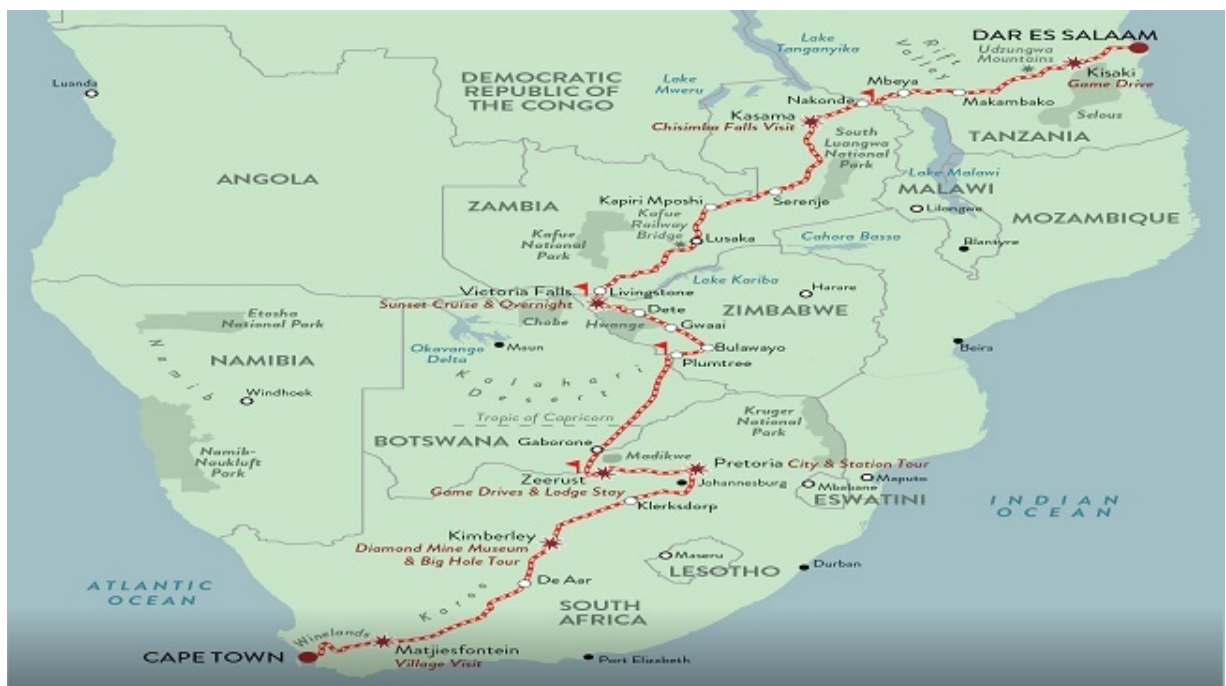 DAR ES SALAAM
Lake
Tanganyika
Rift
Valley
Udzungwa
Mountains
Luanda
DEMOCRATIC
REPUBLIC OF
THE CONGO
Lake
Mweru
Mbeya
Kisaki
Game Drive
Nakonde
Makambako
Kasama
Chisimba Falls Visit
Selous
TANZANIA
South
Luangwa
National
Park
ANGOLA
Lake Malawi
MALAWI
ZAMBIA
Kapiri Mposhi
Serenje
Lilongwe
MOZAMBIQUE
Kafue
Railway
Bridge
Kafue
National
Park
Lusaka
Cahora Bassa
Blantyre
Victoria Falls
Sunset Cruise & Overnight
Livingstone
Lake Kariba
Harare
ZIMBABWE
Etosha
National Park
Chobe
Dete
Hwange
Gwaai
Okavango
Delta
Maun
Bulawayo
Beira
NAMIBIA
Namib
Plumtree
Kalahari
Desert
Windhoek
Tropic of Capricorn
Kruger
National
Park
BOTSWANA
Gaborone
Namib-
Naukluft
Park
Madikwe
Pretoria City & Station Tour
Zeerust
Game Drives & Lodge Stay
Johannesburg
Mbabane
Maputo
ESWATINI
Klerksdorp
INDIAN
OCEAN
Kimberley
Diamond Mine Museum
& Big Hole Tour
Maseru
LESOTHO
Durban
De Aar
ATLANTIC
OCEAN
Karoo
SOUTH
AFRICA
Winelands
CAPE TOWN
Matjiesfontein
Village Visit
Port Elizabeth